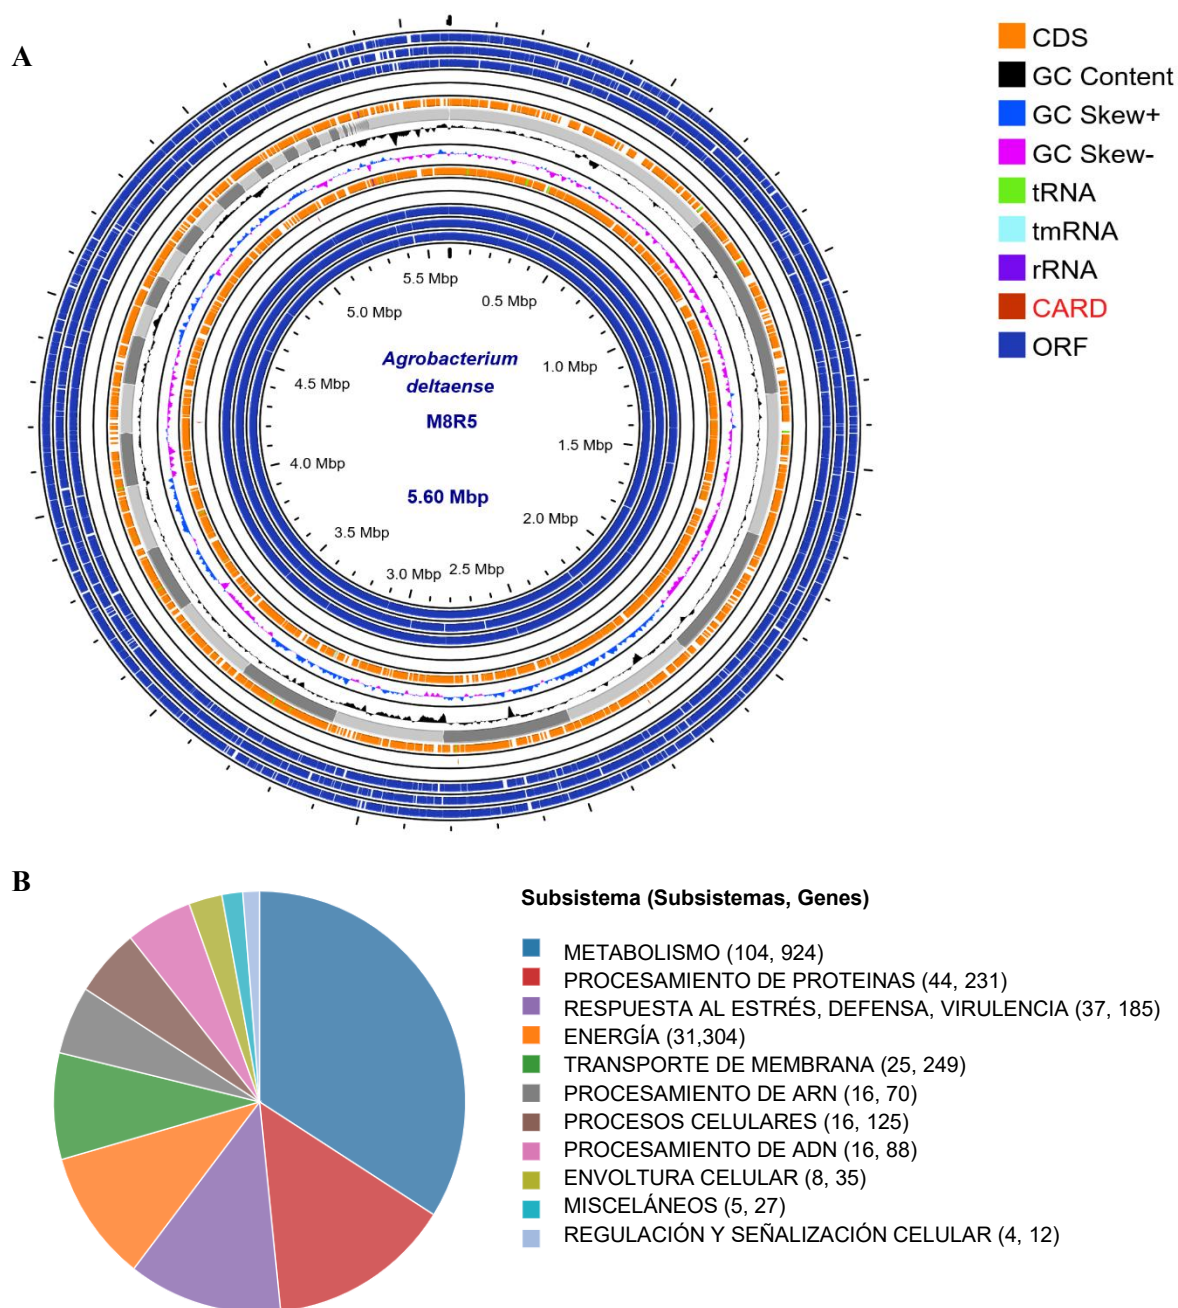 A
CDS
GC Content
GC Skew+
GC Skew-
tRNA
tmRNA
rRNA
CARD
ORF
5.5 Mbp
0.5 Mbp
5.0 Mbp
1.0 Mbp
4.5 Mbp
Agrobacterium
deltaense
M8R5
1.5 Mbp
4.0 Mbp
5.60 Mbp
2.0 Mbp
3.5 Mbp
3.0 Mbp
2.5 Mbp
B
Subsistema (Subsistemas, Genes)
METABOLISMO (104, 924)
PROCESAMIENTO DE PROTEINAS (44, 231)
RESPUESTA AL ESTRÉS, DEFENSA, VIRULENCIA (37, 185)
ENERGÍA (31,304)
TRANSPORTE DE MEMBRANA (25, 249)
PROCESAMIENTO DE ARN (16, 70)
PROCESOS CELULARES (16, 125)
PROCESAMIENTO DE ADN (16, 88)
ENVOLTURA CELULAR (8, 35)
MISCELÁNEOS (5, 27)
REGULACIÓN Y SEÑALIZACIÓN CELULAR (4, 12)